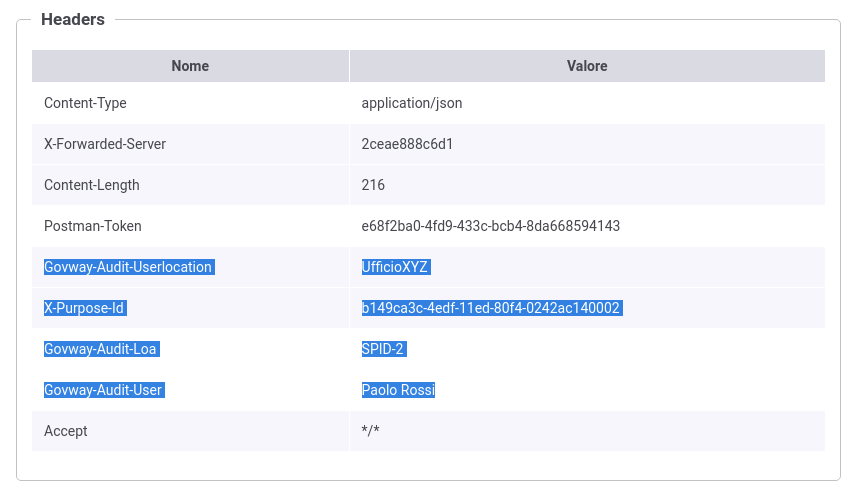 Headers
Nome Valore
Content-Type application/json
X-Forwarded-Server 2ceae888c6d1
Content-Length 216
Postman-Token e68f2ba0-4fd9-433c-bcb4-8da668594143
Govway-Audit-Userlocation UfficioXYZ
X-Purpose-Id b149ca3c-4edf-11ed-80f4-0242ac140002
Govway-Audit-Loa SPID-2
Govway-Audit-User Paolo Rossi
Accept */*